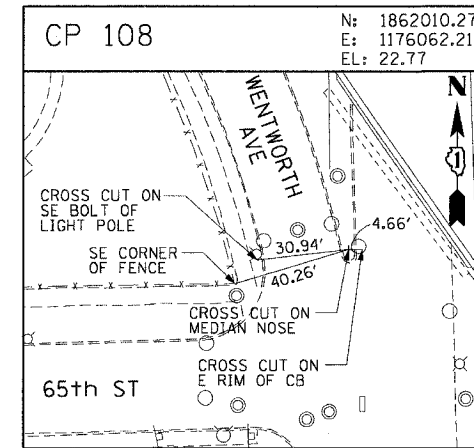 CP 108
N: 1862010.27
E: 1176062.21
EL: 22.77
N
WENTWORTH
AVE
CROSS CUT ON
SE BOLT OF
LIGHT POLE
4.66'
30.94'
SE CORNER
OF FENCE
40.26'
CROSS CUT ON
MEDIAN NOSE
CROSS CUT ON
E RIM OF CB
65th ST